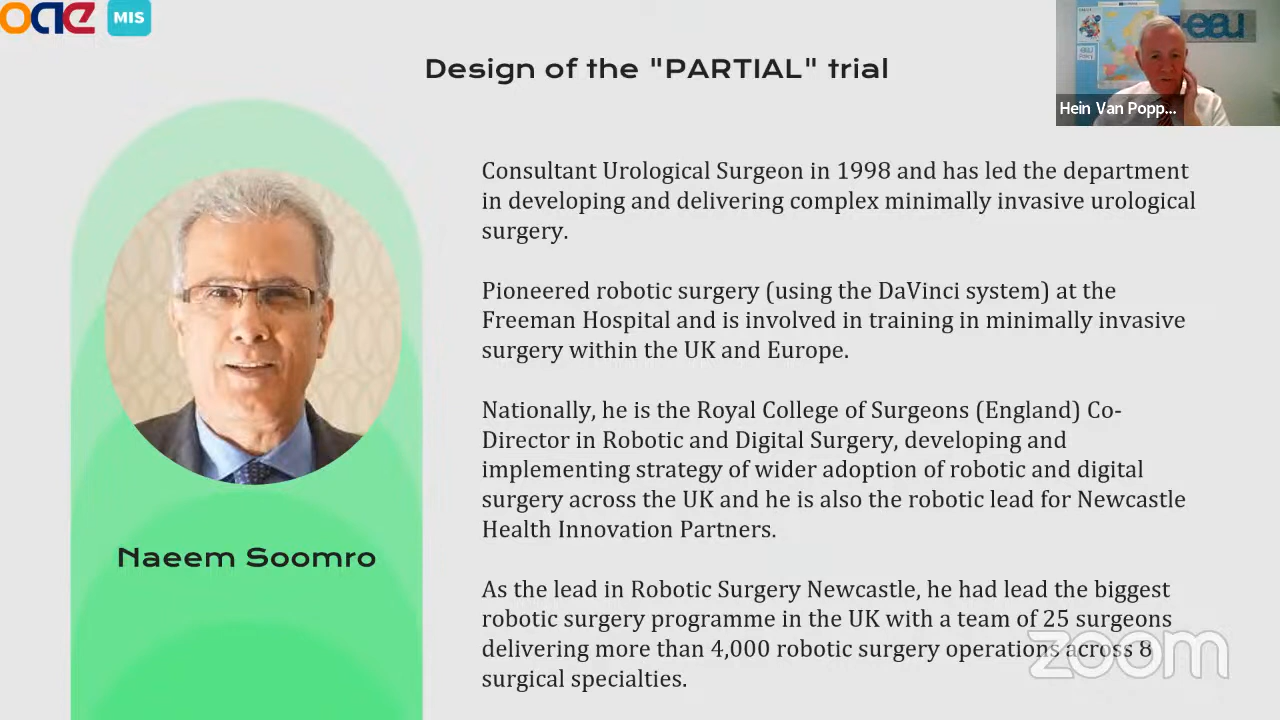 oae MIS
Design of the "PARTIAL" trial
eau
Hein Van Popp...
Consultant Urological Surgeon in 1998 and has led the department
in developing and delivering complex minimally invasive urological
surgery.
Pioneered robotic surgery (using the DaVinci system) at the
Freeman Hospital and is involved in training in minimally invasive
surgery within the UK and Europe.
Nationally, he is the Royal College of Surgeons (England) Co-
Director in Robotic and Digital Surgery, developing and
implementing strategy of wider adoption of robotic and digital
surgery across the UK and he is also the robotic lead for Newcastle
Health Innovation Partners.
Naeem Soomro
As the lead in Robotic Surgery Newcastle, he had lead the biggest
robotic surgery programme in the UK with a team of 25 surgeons
delivering more than 4,000 robotic surgery operations across 8
surgical specialties.
zoom